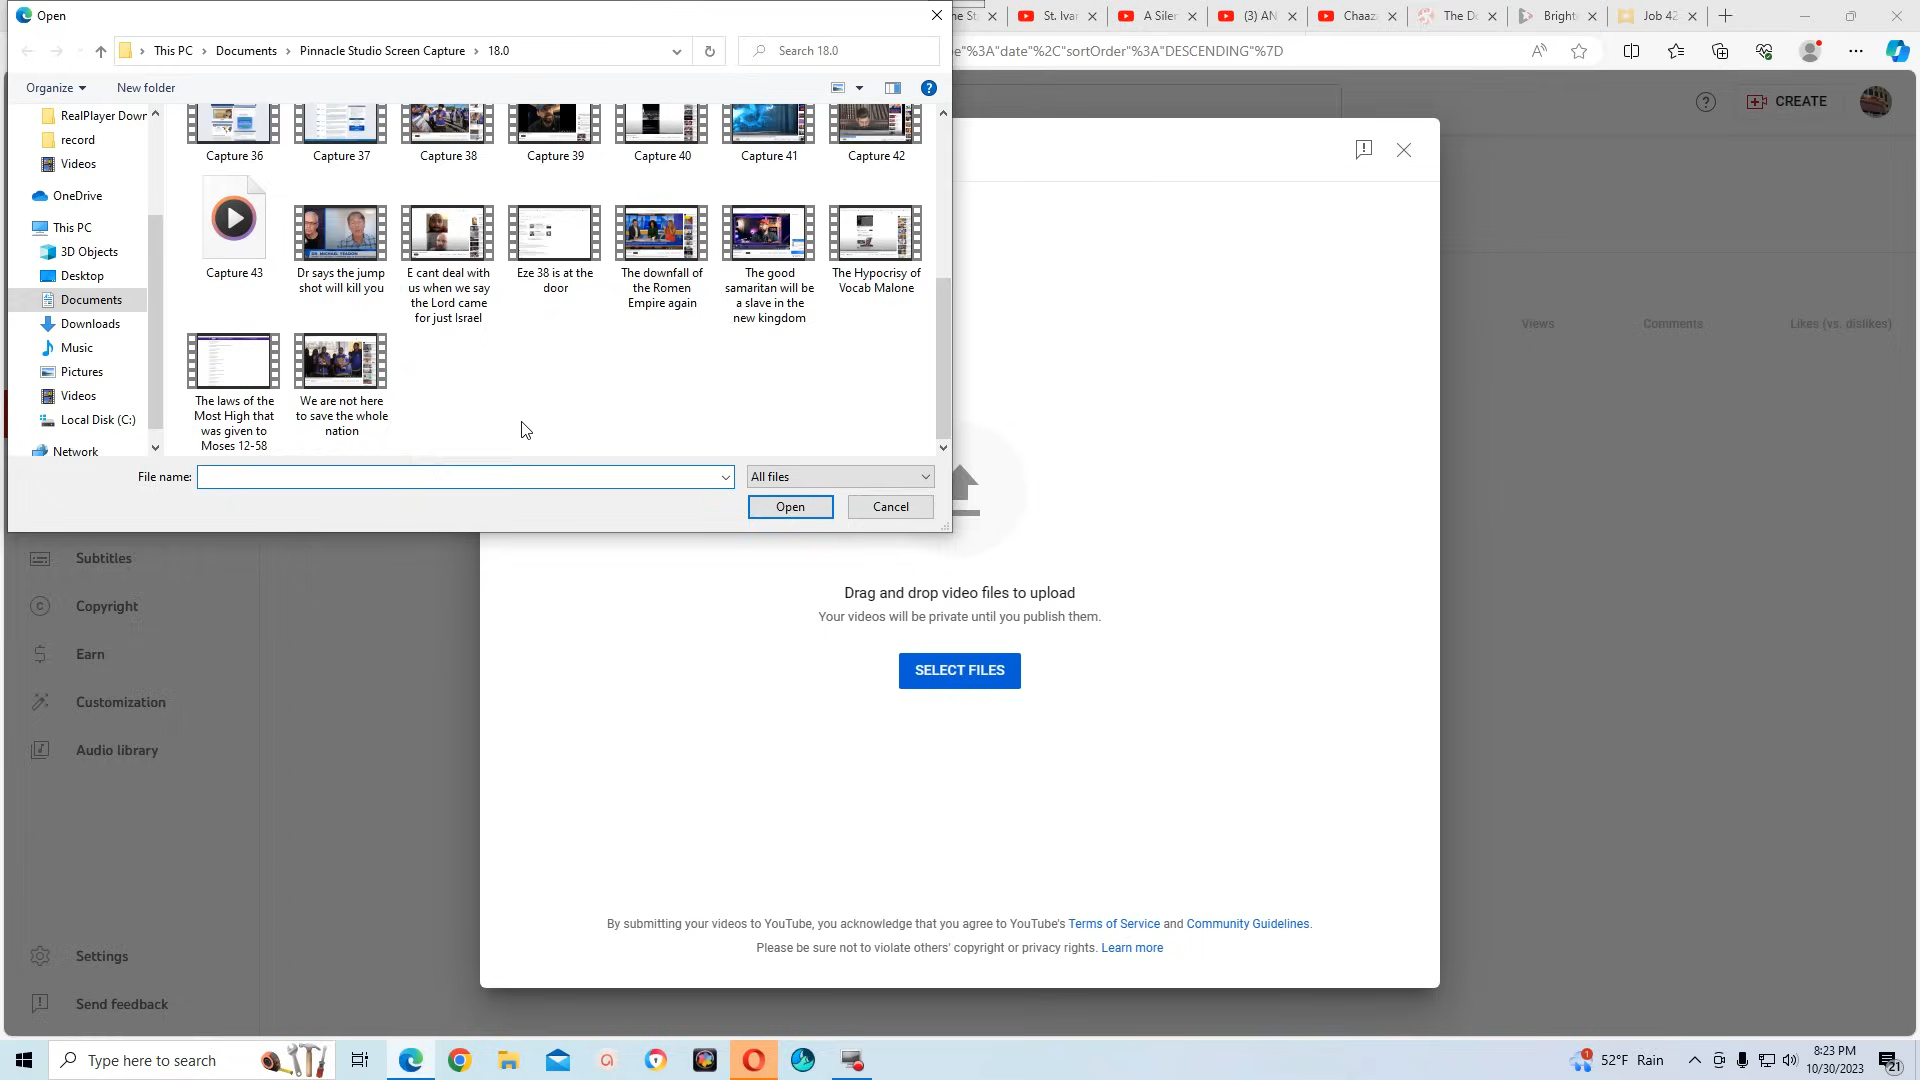 Open
St. Ivar
A Siler
(3) AN
Chaaz
The Do
Bright
Job 42
This PC
Documents
Pinnacle Studio Screen Capture
18.0
Search 18.0
e"%3A"date"%2C"sortOrder"%3A"DESCENDING"%7D
Organize
New folder
CREATE
RealPlayer Down
record
Videos
OneDrive
This PC
3D Objects
Desktop
Documents
Downloads
Music
Pictures
Videos
Local Disk (C:)
Network
Capture 36
Capture 37
Capture 38
Capture 39
Capture 40
Capture 41
Capture 42
Capture 43
Dr says the jump
shot will kill you
E cant deal with
us when we say
the Lord came
for just Israel
Eze 38 is at the
door
The downfall of
the Romen
Empire again
The good
samaritan will be
a slave in the
new kingdom
The Hypocrisy of
Vocab Malone
The laws of the
Most High that
was given to
Moses 12-58
We are not here
to save the whole
nation
File name:
All files
Open
Cancel
Views
Comments
Likes (vs. dislikes)
Subtitles
Copyright
Earn
Customization
Audio library
Settings
Send feedback
Drag and drop video files to upload
Your videos will be private until you publish them.
SELECT FILES
By submitting your videos to YouTube, you acknowledge that you agree to YouTube's Terms of Service and Community Guidelines.
Please be sure not to violate others' copyright or privacy rights. Learn more
Type here to search
1
52°F Rain
8:23 PM
10/30/2023
21